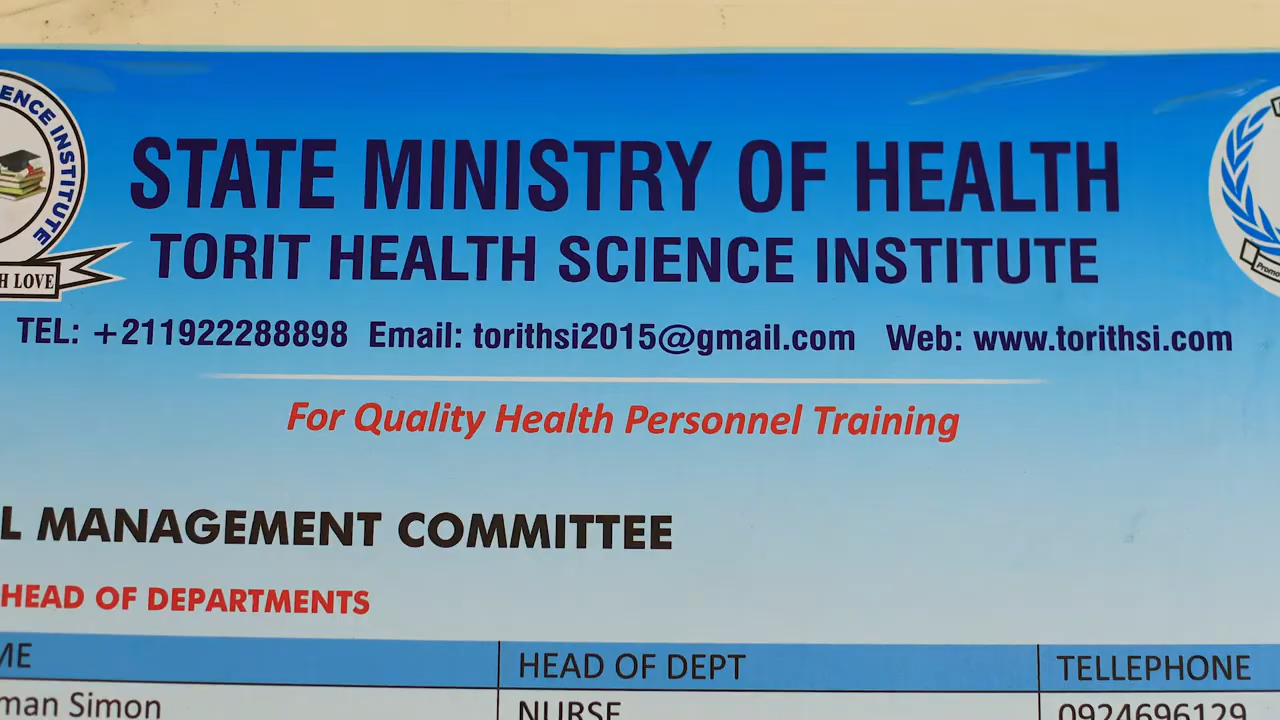 ENCE INSTITUTE
H LOVE
STATE MINISTRY OF HEALTH
TORIT HEALTH SCIENCE INSTITUTE
TEL: +211922288898 Email: torithsi2015@gmail.com Web: www.torithsi.com
For Quality Health Personnel Training
L MANAGEMENT COMMITTEE
HEAD OF DEPARTMENTS
ME HEAD OF DEPT TELLEPHONE
man Simon NURSE 0924696129